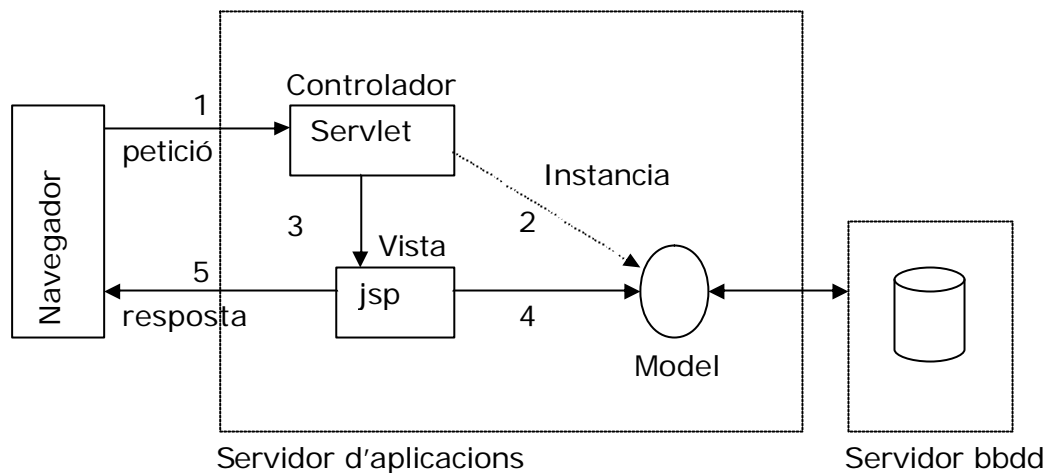 Controlador
1
Servlet
petició
Instancia
Navegador
3
2
Vista
5
jsp
resposta
4
Model
Servidor d'aplicacions
Servidor bbdd